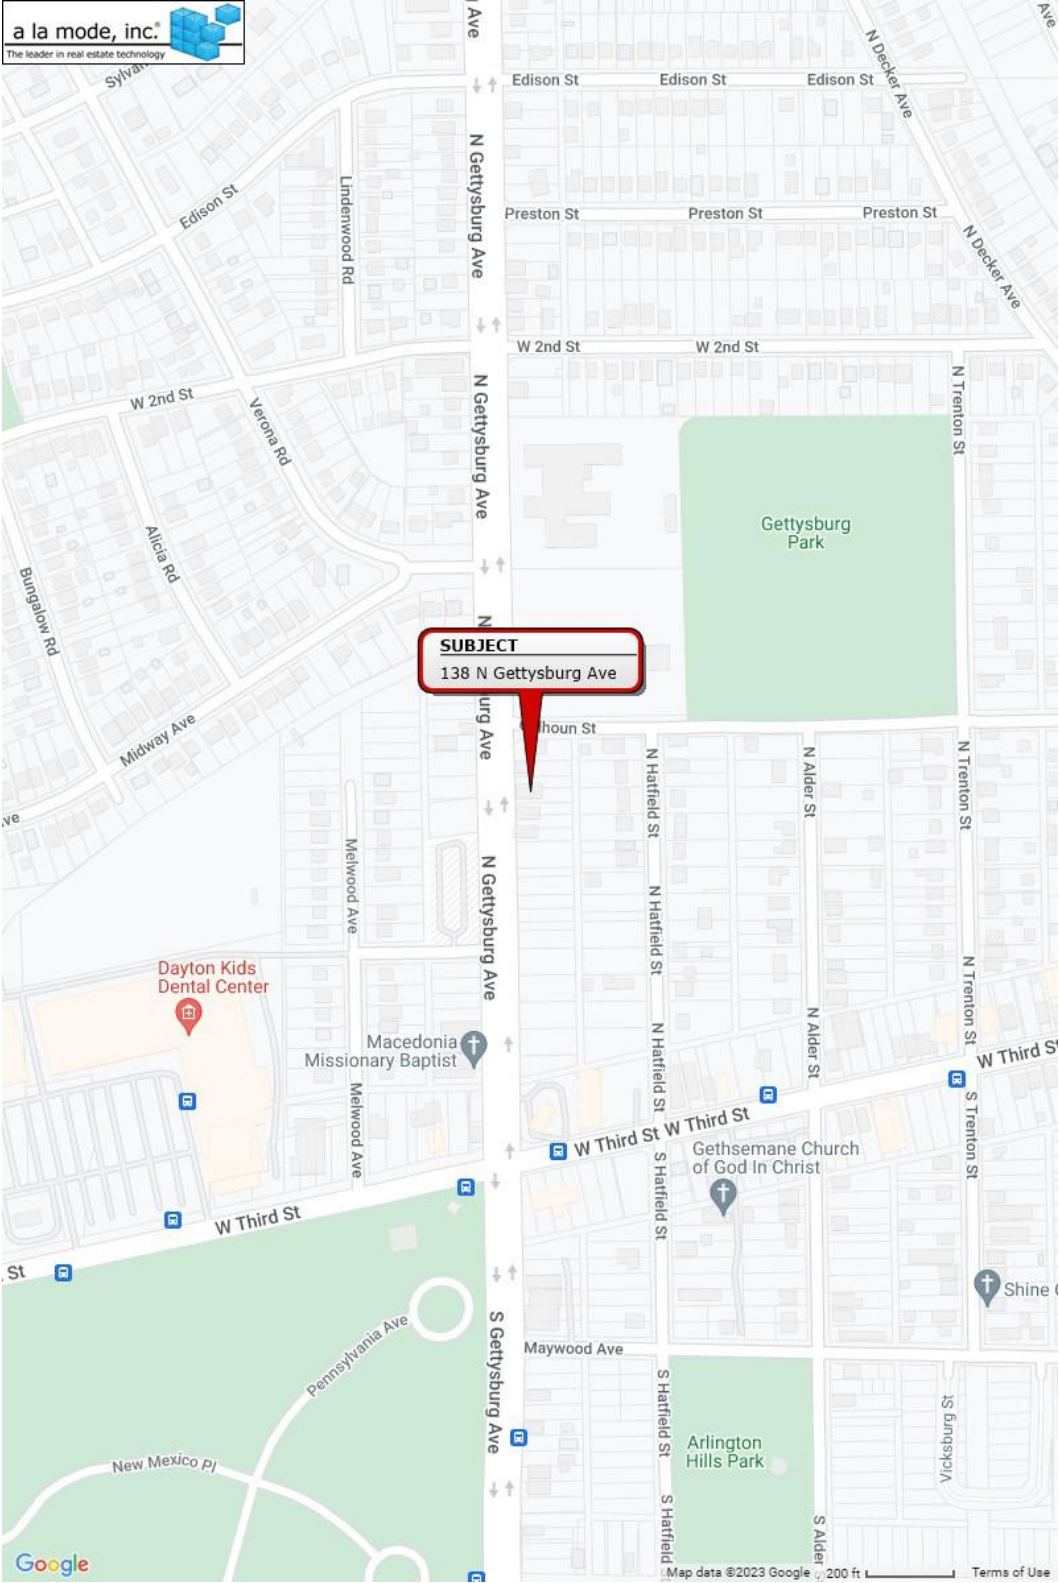 a la mode, inc.®
The leader in real estate technology
Ave
Ave
N Decker Ave
Edison St
Edison St
Edison St
N Gettysburg Ave
Lindenwood Rd
Edison St
Preston St
Preston St
Preston St
N Decker Ave
W 2nd St
W 2nd St
N Trenton St
N Gettysburg Ave
W 2nd St
Verona Rd
Gettysburg
Park
Alicia Rd
Bungalow Rd
SUBJECT
138 N Gettysburg Ave
Midway Ave
N Hatfield St
N Alder St
N Trenton St
Melwood Ave
N Gettysburg Ave
N Hatfield St
Dayton Kids
Dental Center
N Trenton St
N Alder St
N Hatfield St
Macedonia
Missionary Baptist
W Third St
Melwood Ave
S Trenton St
W Third St
W Third St
Gethsemane Church
of God In Christ
S Hatfield St
W Third St
St
Shine
S Gettysburg Ave
Pennsylvania Ave
Maywood Ave
S Hatfield St
Vicksburg St
Arlington
Hills Park
New Mexico Pl
S Hatfield
S Alder
Google
Map data ©2023 Google
200 ft
Terms of Use